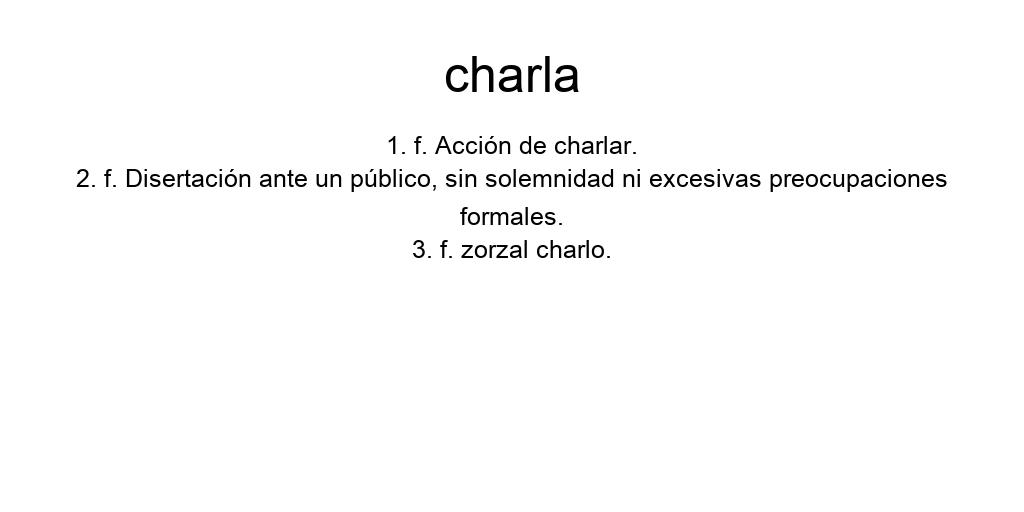 charla
1. f. Acción de charlar.
2. f. Disertación ante un público, sin solemnidad ni excesivas preocupaciones
formales.
3. f. zorzal charlo.